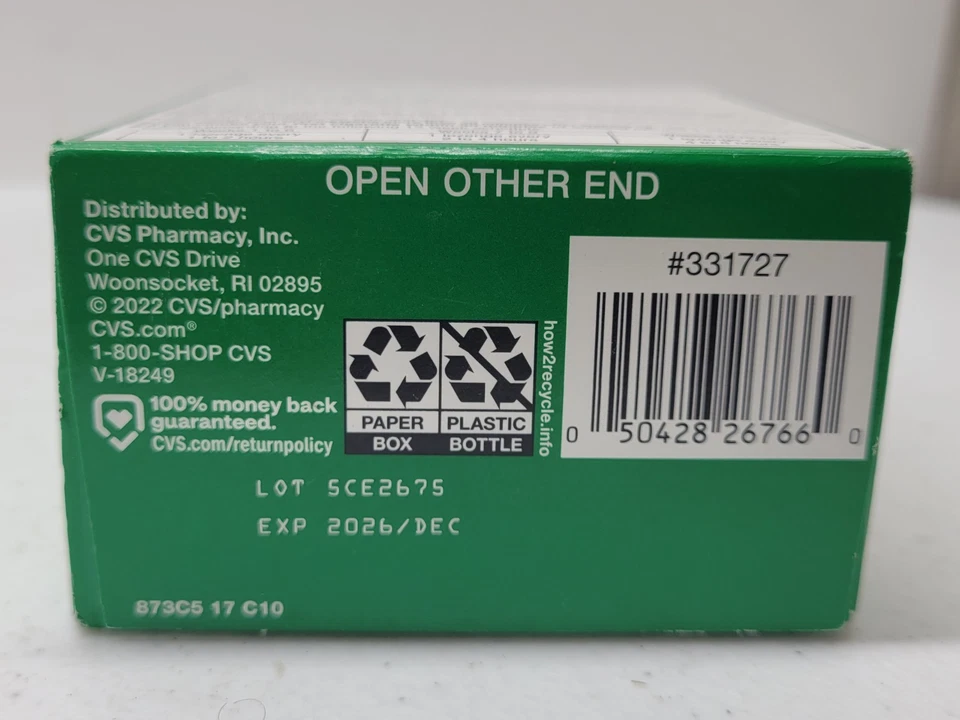 OPEN OTHER END
Distributed by:
CVS Pharmacy, Inc.
One CVS Drive
Woonsocket, RI 02895
© 2022 CVS/pharmacy
CVS.com®
1-800-SHOP CVS
V-18249
100% money back
guaranteed.
CVS.com/returnpolicy
PAPER
BOX
PLASTIC
BOTTLE
how2recycle.info
#331727
0 50428 26766 0
LOT 5CE2675
EXP 2026/DEC
873C5 17 C10